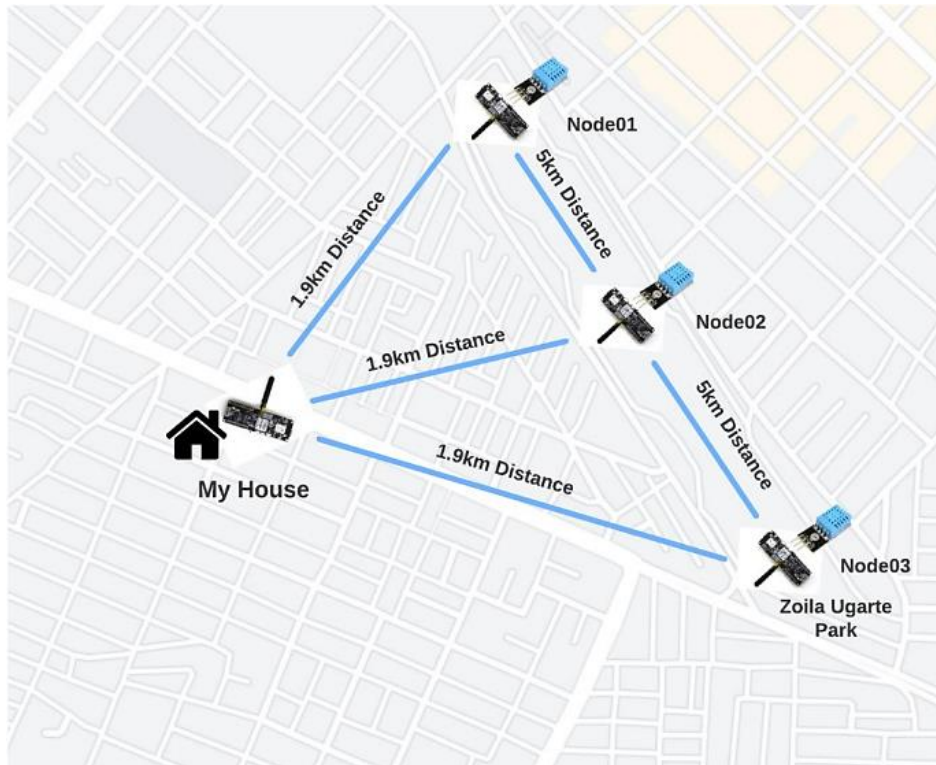 Node01
5km Distance
1.9km Distance
Node02
1.9km Distance
5km Distance
1.9km Distance
My House
Node03
Zoila Ugarte
Park